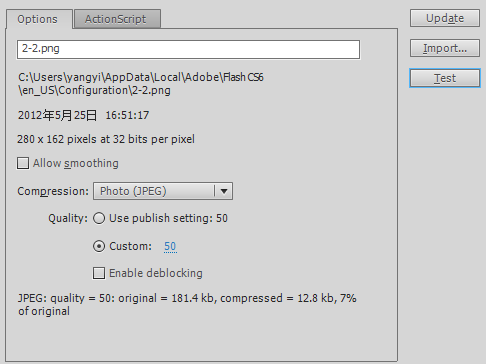 Options
ActionScript
Update
2-2.png
Import...
C:\Users\yangyi\AppData\Local\Adobe\Flash CS6
Test
\en_US\Configuration\2-2.png
2012年5月25日 16:51:17
280 x 162 pixels at 32 bits per pixel
Allow smoothing
Compression: Photo (JPEG)
Quality: Use publish setting: 50
Custom: 50
Enable deblocking
JPEG: quality = 50: original = 181.4 kb, compressed = 12.8 kb, 7%
of original